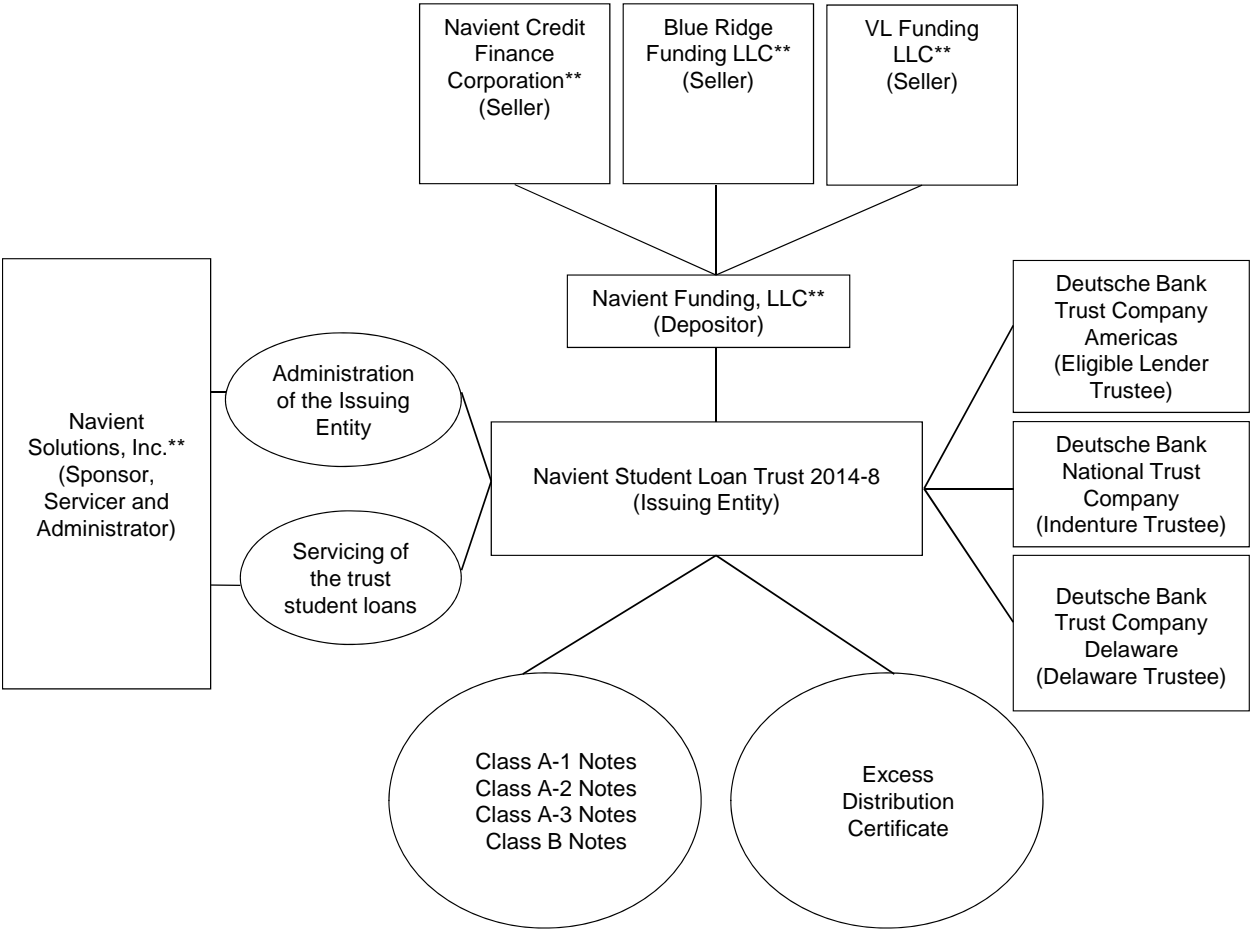 Navient Credit
Finance
Corporation**
(Seller)
Blue Ridge
Funding LLC**
(Seller)
VL Funding
LLC**
(Seller)
Navient Funding, LLC**
(Depositor)
Navient
Solutions, Inc.**
(Sponsor,
Servicer and
Administrator)
Administration
of the Issuing
Entity
Servicing of
the trust
student loans
Navient Student Loan Trust 2014-8
(Issuing Entity)
Deutsche Bank
Trust Company
Americas
(Eligible Lender
Trustee)
Deutsche Bank
National Trust
Company
(Indenture Trustee)
Deutsche Bank
Trust Company
Delaware
(Delaware Trustee)
Class A-1 Notes
Class A-2 Notes
Class A-3 Notes
Class B Notes
Excess
Distribution
Certificate